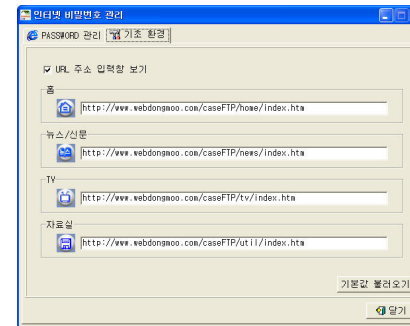 인터넷 비밀번호 관리
PASSWORD 관리 기초 환경
URL 주소 입력창 보기
홈
http://www.webdongmoo.com/caseFTP/home/index.htm
뉴스/신문
http://www.webdongmoo.com/caseFTP/news/index.htm
TV
http://www.webdongmoo.com/caseFTP/tv/index.htm
자료실
http://www.webdongmoo.com/caseFTP/util/index.htm
기본값 불러오기
닫기